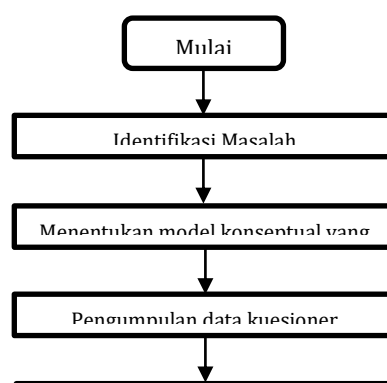 Mulai
Identifikasi Masalah
Menentukan model konseptual yang
Pengumpulan data kuesioner